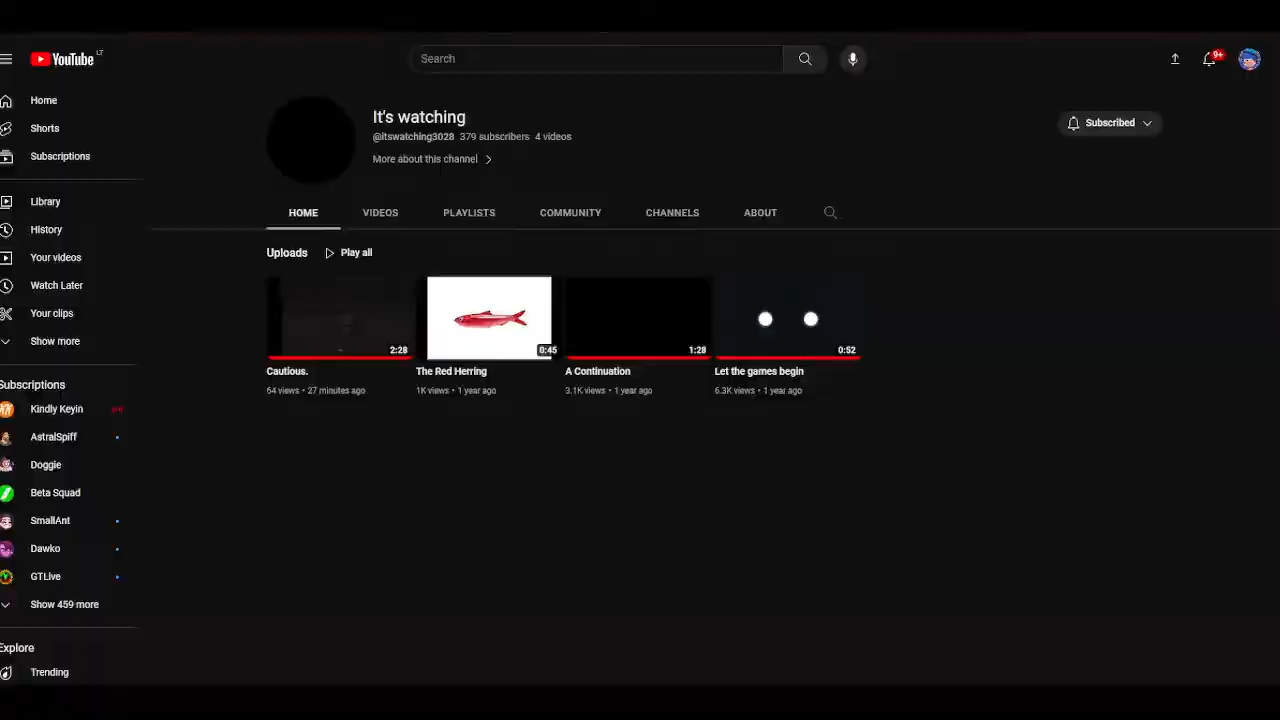 YouTube LT
Search
9+
Home
Shorts
Subscriptions
Library
History
Your videos
Watch Later
Your clips
Show more
Subscriptions
Kindly Keyin
AstralSpiff
Doggie
Beta Squad
SmallAnt
Dawko
GTLive
Show 459 more
Explore
Trending
It's watching
@itswatching3028 379 subscribers 4 videos
More about this channel
Subscribed
HOME VIDEOS PLAYLISTS COMMUNITY CHANNELS ABOUT
Uploads Play all
2:28 0:45 1:28 0:52
Cautious. The Red Herring A Continuation Let the games begin
64 views • 27 minutes ago 1K views • 1 year ago 3.1K views • 1 year ago 6.3K views • 1 year ago